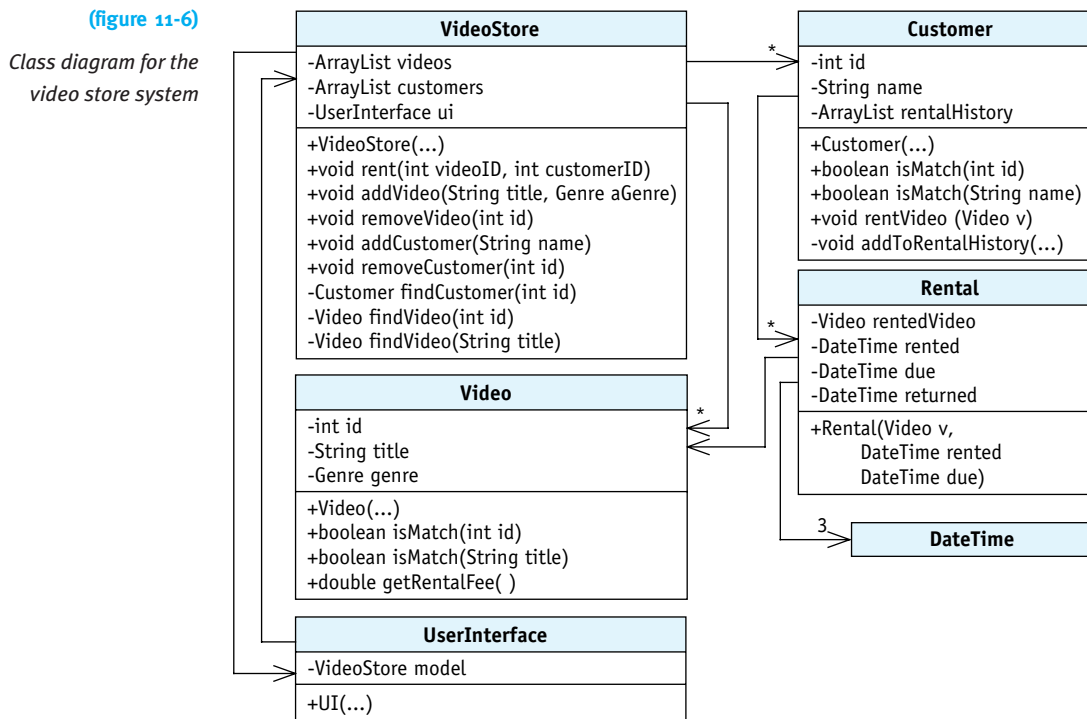 (figure 11-6)
Class diagram for the
video store system
VideoStore
-ArrayList videos
-ArrayList customers
-UserInterface ui
+VideoStore(...)
+void rent(int videoID, int customerID)
+void addVideo(String title, Genre aGenre)
+void removeVideo(int id)
+void addCustomer(String name)
+void removeCustomer(int id)
-Customer findCustomer(int id)
-Video findVideo(int id)
-Video findVideo(String title)
*
Customer
-int id
-String name
-ArrayList rentalHistory
+Customer(...)
+boolean isMatch(int id)
+boolean isMatch(String name)
+void rentVideo (Video v)
-void addToRentalHistory(...)
*
Rental
-Video rentedVideo
-DateTime rented
-DateTime due
-DateTime returned
+Rental(Video v,
DateTime rented
DateTime due)
*
Video
-int id
-String title
-Genre genre
+Video(...)
+boolean isMatch(int id)
+boolean isMatch(String title)
+double getRentalFee( )
3
DateTime
UserInterface
-VideoStore model
+UI(...)